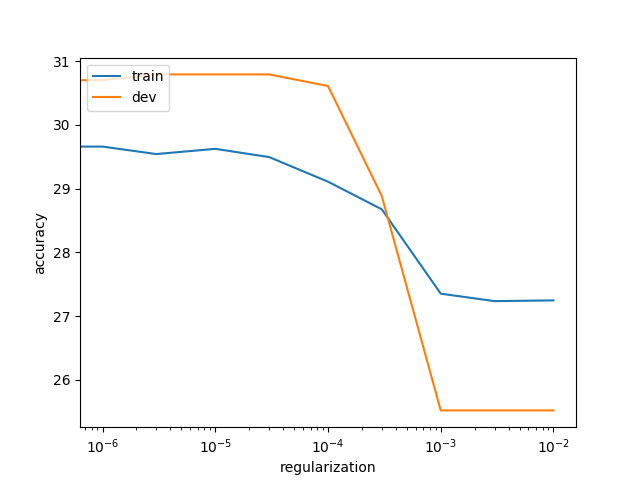 31
30
29
28
27
26
accuracy
train
dev
10⁻⁶
10⁻⁵
10⁻⁴
10⁻³
10⁻²
regularization